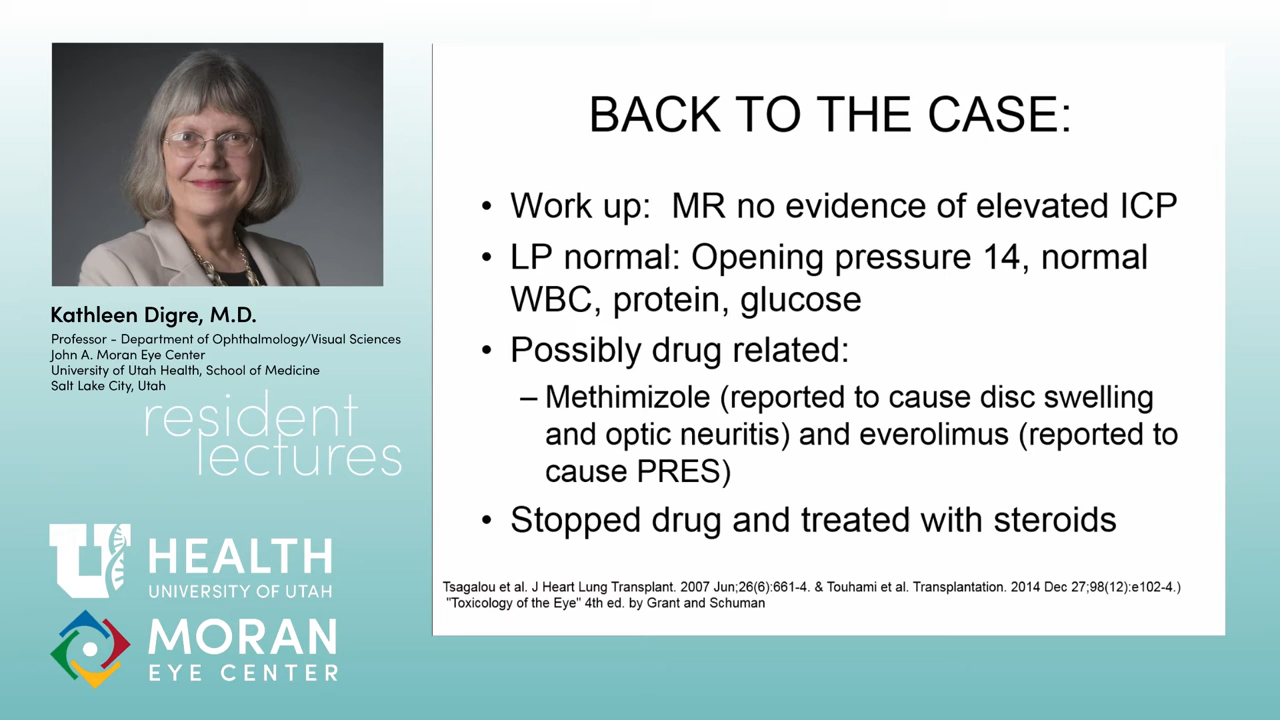 Kathleen Digre, M.D.
Professor - Department of Ophthalmology/Visual Sciences
John A. Moran Eye Center
University of Utah Health, School of Medicine
Salt Lake City, Utah
resident
lectures
U HEALTH
UNIVERSITY OF UTAH
MORAN
EYE CENTER
BACK TO THE CASE:
• Work up:  MR no evidence of elevated ICP
• LP normal: Opening pressure 14, normal
WBC, protein, glucose
• Possibly drug related:
– Methimizole (reported to cause disc swelling
and optic neuritis) and everolimus (reported to
cause PRES)
• Stopped drug and treated with steroids
Tsagalou et al. J Heart Lung Transplant. 2007 Jun;26(6):661-4. & Touhami et al. Transplantation. 2014 Dec 27;98(12):e102-4.)
"Toxicology of the Eye" 4th ed. by Grant and Schuman